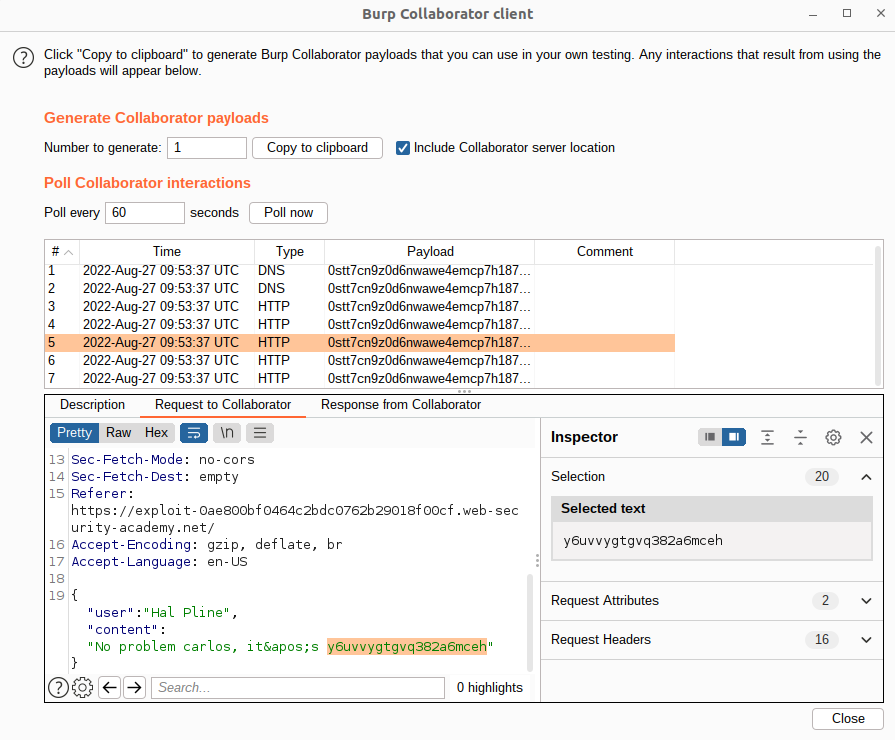 Burp Collaborator client
Click "Copy to clipboard" to generate Burp Collaborator payloads that you can use in your own testing. Any interactions that result from using the
payloads will appear below.
Generate Collaborator payloads
Number to generate: 1 Copy to clipboard Include Collaborator server location
Poll Collaborator interactions
Poll every 60 seconds Poll now
# Time Type Payload Comment
1 2022-Aug-27 09:53:37 UTC DNS 0stt7cn9z0d6nwawe4emcp7h187...
2 2022-Aug-27 09:53:37 UTC DNS 0stt7cn9z0d6nwawe4emcp7h187...
3 2022-Aug-27 09:53:37 UTC HTTP 0stt7cn9z0d6nwawe4emcp7h187...
4 2022-Aug-27 09:53:37 UTC HTTP 0stt7cn9z0d6nwawe4emcp7h187...
5 2022-Aug-27 09:53:37 UTC HTTP 0stt7cn9z0d6nwawe4emcp7h187...
6 2022-Aug-27 09:53:37 UTC HTTP 0stt7cn9z0d6nwawe4emcp7h187...
7 2022-Aug-27 09:53:37 UTC HTTP 0stt7cn9z0d6nwawe4emcp7h187...
Description Request to Collaborator Response from Collaborator
Pretty Raw Hex \n
13 Sec-Fetch-Mode: no-cors
14 Sec-Fetch-Dest: empty
15 Referer:
https://exploit-0ae800bf0464c2bdc0762b29018f00cf.web-sec
urity-academy.net/
16 Accept-Encoding: gzip, deflate, br
17 Accept-Language: en-US
18
19 {
"user":"Hal Pline",
"content":
"No problem carlos, it&apos;s y6uvvygtgvq382a6mceh"
}
Search... 0 highlights
Inspector
Selection 20
Selected text
y6uvvygtgvq382a6mceh
Request Attributes 2
Request Headers 16
Close